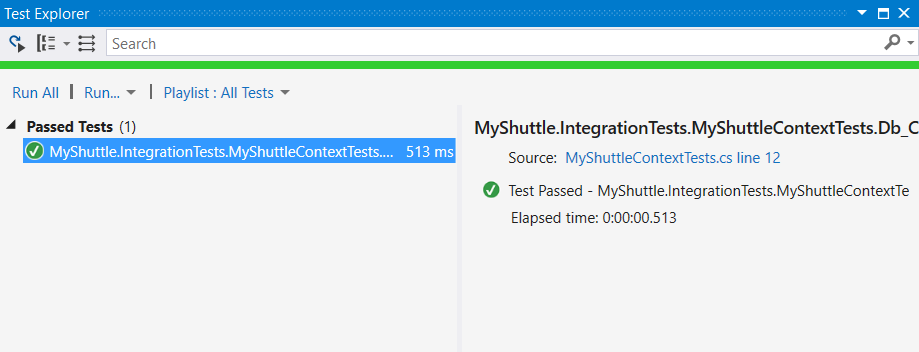 Test Explorer
Search
Run All | Run... | Playlist : All Tests
Passed Tests (1)
MyShuttle.IntegrationTests.MyShuttleContextTests.... 513 ms
MyShuttle.IntegrationTests.MyShuttleContextTests.Db_C
Source: MyShuttleContextTests.cs line 12
Test Passed - MyShuttle.IntegrationTests.MyShuttleContextTe
Elapsed time: 0:00:00.513